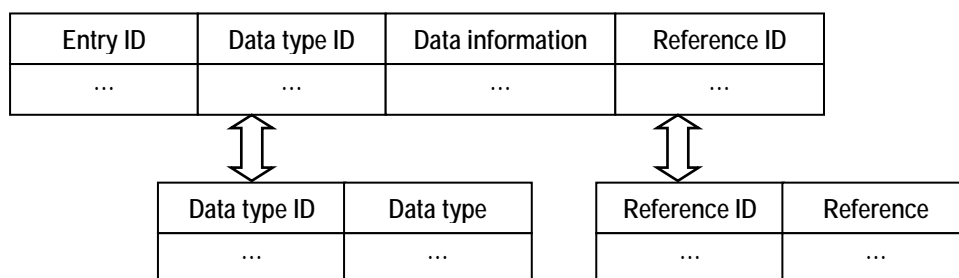 Entry ID Data type ID Data information Reference ID
... ... ... ...
Data type ID Data type Reference ID Reference
... ... ... ...